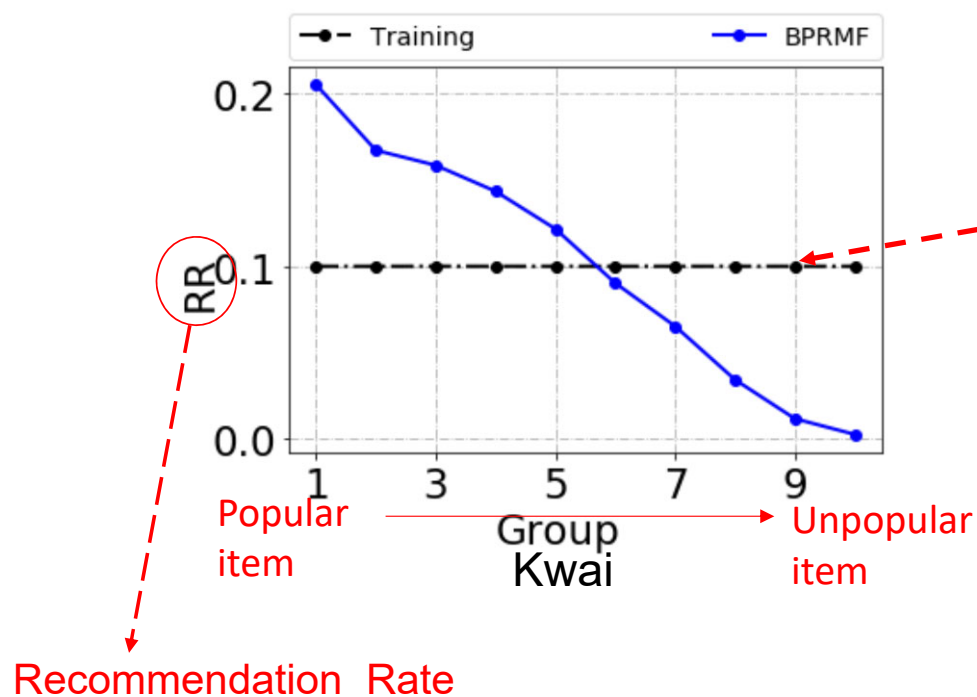 Training BPRMF
0.2
0.1
0.0
RR
1 3 5 7 9
Popular item
Group
Unpopular item
Kwai
Recommendation Rate